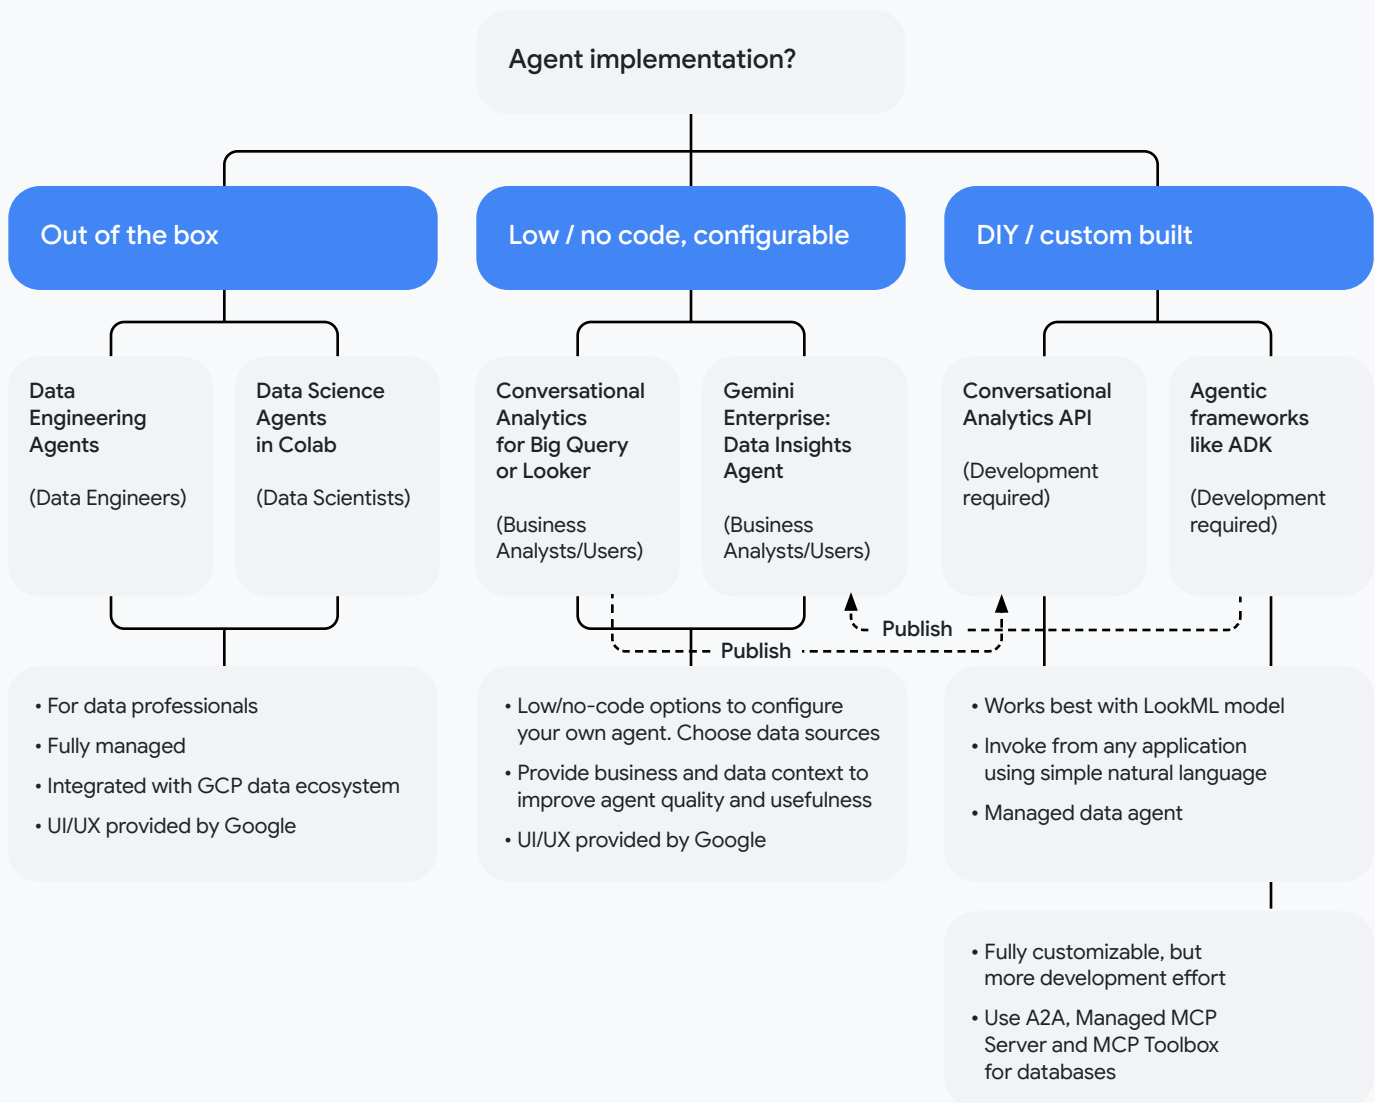 Agent implementation?
Out of the box
Low / no code, configurable
DIY / custom built
Data
Engineering
Agents
(Data Engineers)
Data Science
Agents
in Colab
(Data Scientists)
Conversational
Analytics
for Big Query
or Looker
(Business
Analysts/Users)
Gemini
Enterprise:
Data Insights
Agent
(Business
Analysts/Users)
Conversational
Analytics API
(Development
required)
Agentic
frameworks
like ADK
(Development
required)
Publish
Publish
• For data professionals
• Fully managed
• Integrated with GCP data ecosystem
• UI/UX provided by Google
• Low/no-code options to configure
your own agent. Choose data sources
• Provide business and data context to
improve agent quality and usefulness
• UI/UX provided by Google
• Works best with LookML model
• Invoke from any application
using simple natural language
• Managed data agent
• Fully customizable, but
more development effort
• Use A2A, Managed MCP
Server and MCP Toolbox
for databases